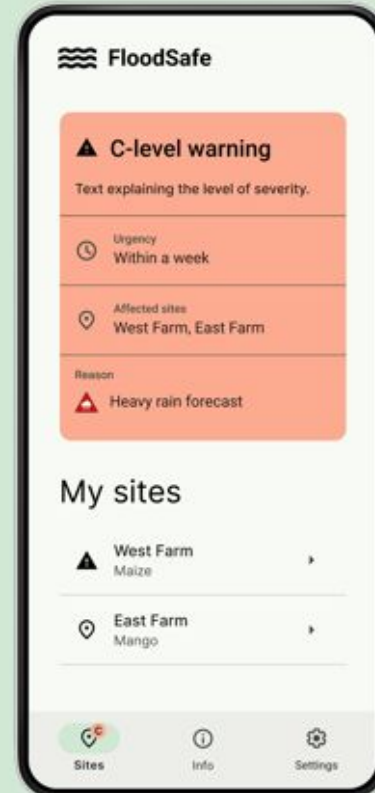 FloodSafe
C-level warning
Text explaining the level of severity.
Urgency
Within a week
Affected sites
West Farm, East Farm
Reason
Heavy rain forecast
My sites
West Farm
Maize
East Farm
Mango
C
Sites
Info
Settings